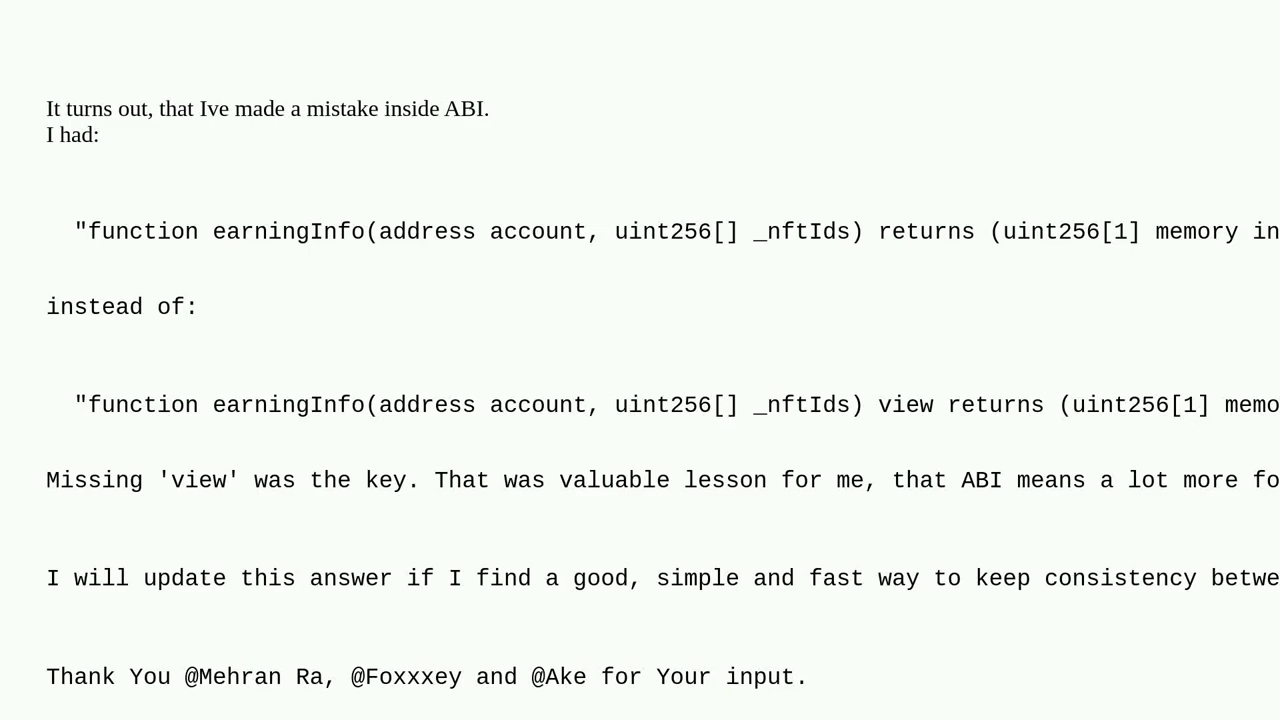 It turns out, that Ive made a mistake inside ABI.
I had:
"function earningInfo(address account, uint256[] _nftIds) returns (uint256[1] memory in
instead of:
"function earningInfo(address account, uint256[] _nftIds) view returns (uint256[1] memo
Missing 'view' was the key. That was valuable lesson for me, that ABI means a lot more fo
I will update this answer if I find a good, simple and fast way to keep consistency betwe
Thank You @Mehran Ra, @Foxxxey and @Ake for Your input.